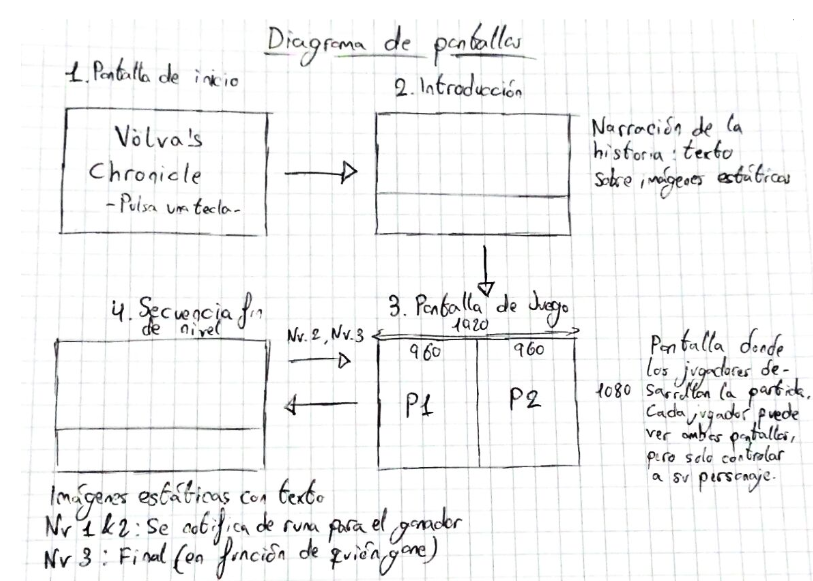 Diagrama de pantallas
1. Pantalla de inicio
Völva's
Chronicle
-Pulsa una tecla-
2. Introducción
Narración de la
historia: texto
sobre imágenes estáticas
3. Pantalla de Juego
1920
960
960
P1
P2
1080
Pantalla donde
los jugadores de-
sarrollan la partida.
Cada jugador puede
ver ambas pantallas,
pero solo controlar
a su personaje.
Nv. 2, Nv. 3
4. Secuencia fin
de nivel
Imágenes estáticas con texto
Nv 1 & 2: Se notifica de runa para el ganador
Nv 3: Final (en función de quién gane)